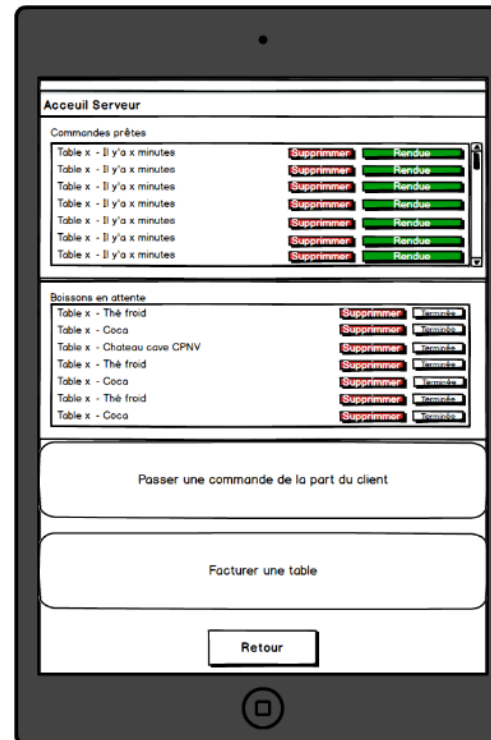 Acceuil Serveur
Commandes prêtes
Table x - Il y'a x minutes Supprimmer Rendue
Table x - Il y'a x minutes Supprimmer Rendue
Table x - Il y'a x minutes Supprimmer Rendue
Table x - Il y'a x minutes Supprimmer Rendue
Table x - Il y'a x minutes Supprimmer Rendue
Table x - Il y'a x minutes Supprimmer Rendue
Table x - Il y'a x minutes Supprimmer Rendue
Boissons en attente
Table x - Thé froid Supprimmer Terminée
Table x - Coca Supprimmer Terminée
Table x - Chateau cave CPNV Supprimmer Terminée
Table x - Thé froid Supprimmer Terminée
Table x - Coca Supprimmer Terminée
Table x - Thé froid Supprimmer Terminée
Table x - Coca Supprimmer Terminée
Passer une commande de la part du client
Facturer une table
Retour